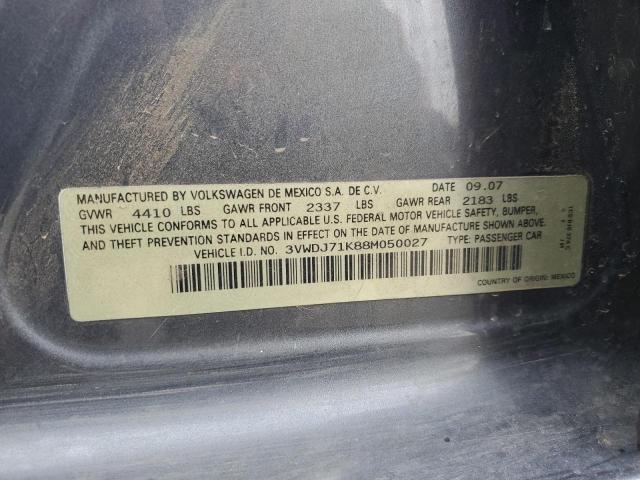 MANUFACTURED BY VOLKSWAGEN DE MEXICO S.A. DE C.V. DATE 09.07
GVWR 4410 LBS GAWR FRONT 2337 LBS GAWR REAR 2183 LBS
THIS VEHICLE CONFORMS TO ALL APPLICABLE U.S. FEDERAL MOTOR VEHICLE SAFETY, BUMPER,
AND THEFT PREVENTION STANDARDS IN EFFECT ON THE DATE OF MANUFACTURE SHOWN ABOVE.
VEHICLE I.D. NO. 3VWDJ71K88M050027 TYPE: PASSENGER CAR
COUNTRY OF ORIGIN: MEXICO